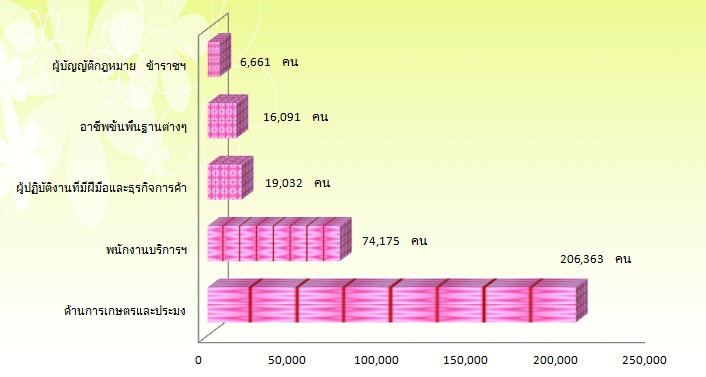 ผู้บัญญัติกฎหมาย ข้าราชฯ 6,661 คน
อาชีพขั้นพื้นฐานต่างๆ 16,091 คน
ผู้ปฏิบัติงานที่มีฝีมือและธุรกิจการค้า 19,032 คน
พนักงานบริการฯ 74,175 คน
206,363 คน
ด้านการเกษตรและประมง
0 50,000 100,000 150,000 200,000 250,000